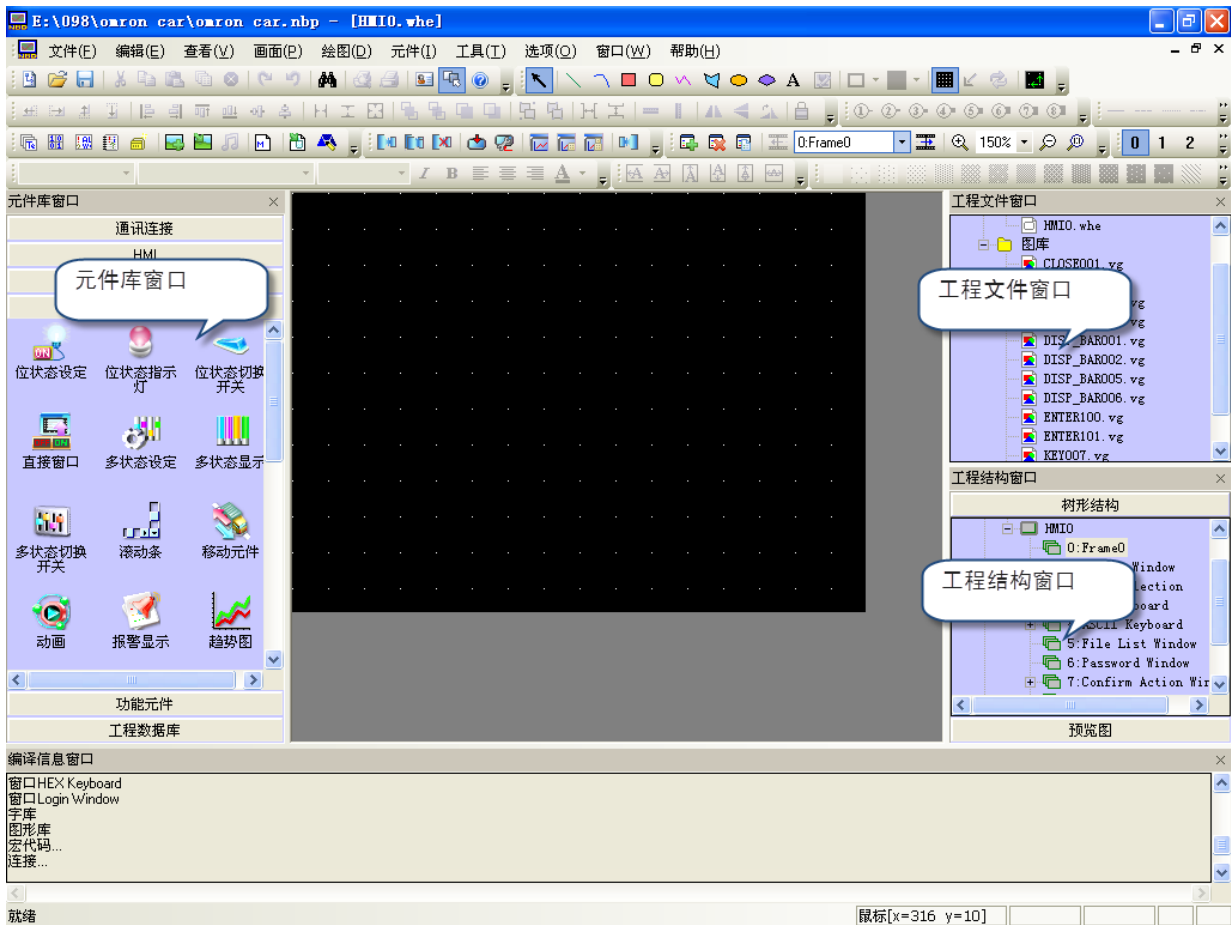 E:\098\omron car\omron car.nbp - [HMI0.whe]
文件(F) 编辑(E) 查看(V) 画面(P) 绘图(D) 元件(I) 工具(T) 选项(O) 窗口(W) 帮助(H)
0:Frame0 150% 0 1 2
元件库窗口
通讯连接
HMI
元件库窗口
位状态设定 位状态指示灯 位状态切换开关
直接窗口 多状态设定 多状态显示
多状态切换开关 滚动条 移动元件
动画 报警显示 趋势图
功能元件
工程数据库
工程文件窗口
HMI0.whe
图库
CLOSE001.vg
工程文件窗口
vg
vg
DISP_BAR001.vg
DISP_BAR002.vg
DISP_BAR005.vg
DISP_BAR006.vg
ENTER100.vg
ENTER101.vg
KEY007.vg
工程结构窗口
树形结构
HMI0
0:Frame0
Window
工程结构窗口
5:File List Window
6:Password Window
7:Confirm Action Wir
预览图
编译信息窗口
窗口HEX Keyboard
窗口Login Window
字库
图形库
宏代码...
连接...
就绪
鼠标[x=316 y=10]